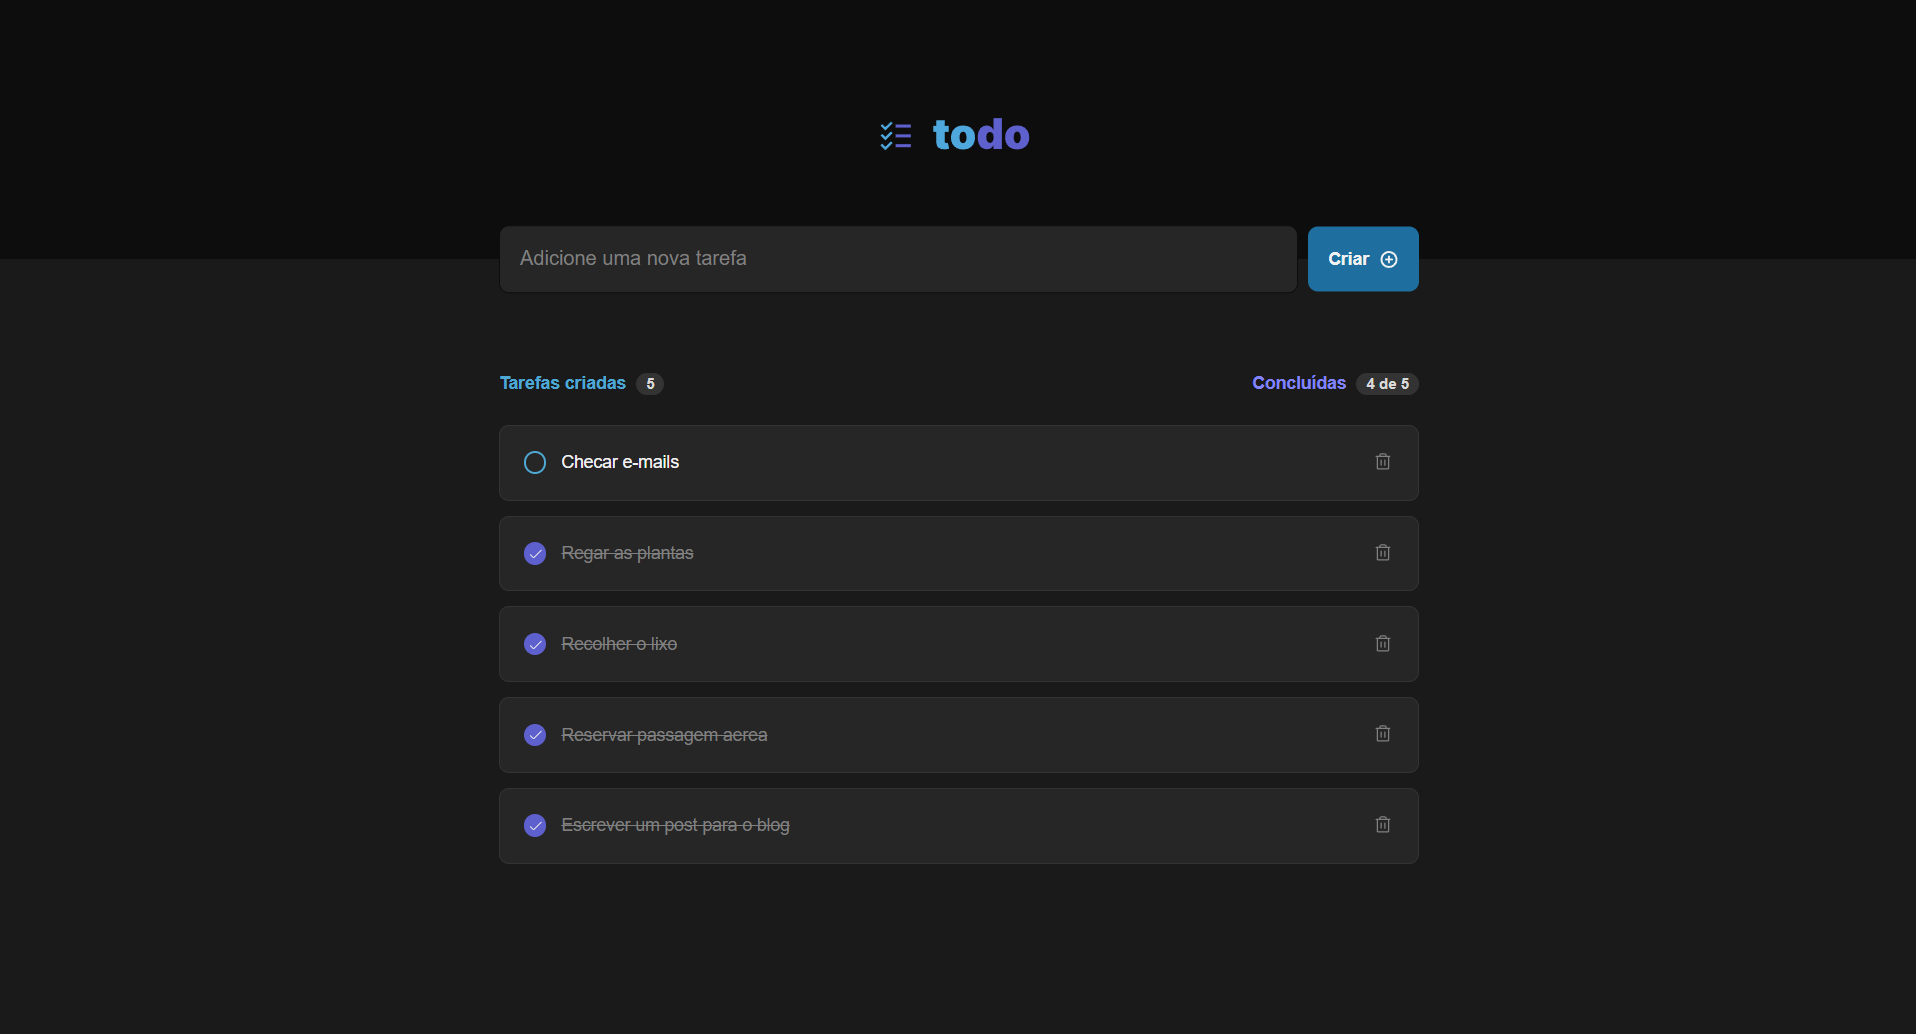 todo
Adicione uma nova tarefa
Criar
Tarefas criadas 5
Concluídas 4 de 5
Checar e-mails
Regar as plantas
Recolher o lixo
Reservar passagem aerea
Escrever um post para o blog